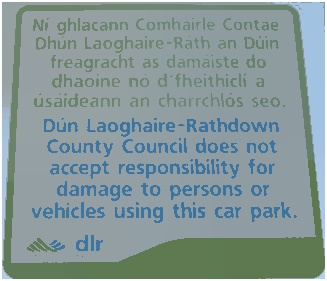 Ní ghlacann Comhairle Contae
Dhún Laoghaire-Rath an Dúin
freagracht as damáiste do
dhaoine no d'fheithiclí a
úsáideann an charrchlós seo.
Dún Laoghaire-Rathdown
County Council does not
accept responsibility for
damage to persons or
vehicles using this car park.
dlr